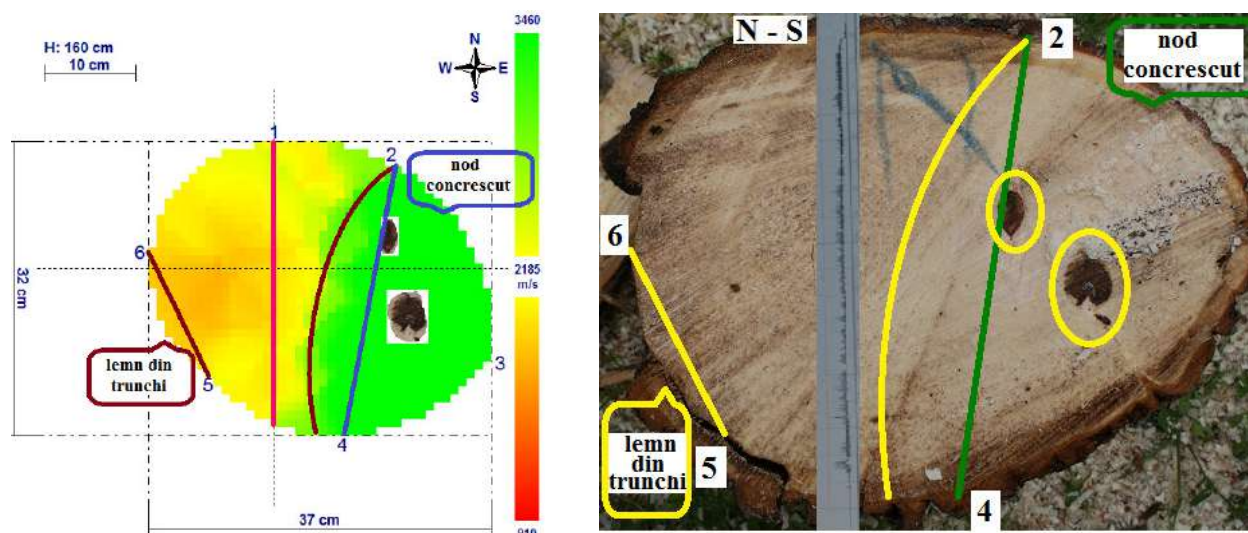 H: 160 cm
10 cm
N
W
E
S
3460
1
2
nod
concrescut
6
32 cm
2185
m/s
lemn din
trunchi
5
3
4
37 cm
N - S
2
nod
concrescut
6
lemn
din
trunchi
5
4